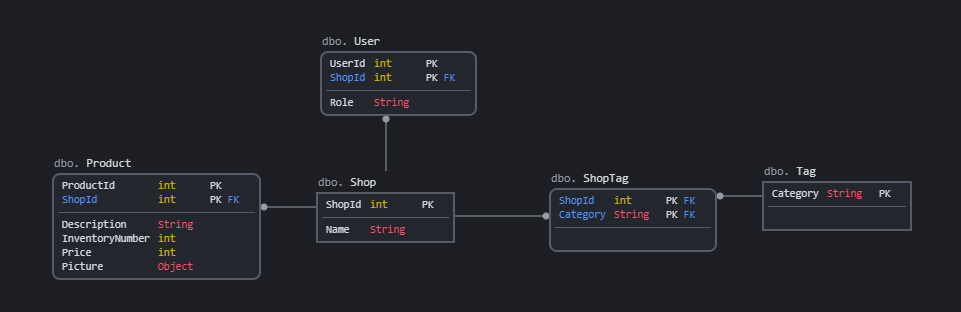 dbo. User
UserId int PK
ShopId int PK FK
Role String
dbo. Product
ProductId int PK
ShopId int PK FK
Description String
InventoryNumber int
Price int
Picture Object
dbo. Shop
ShopId int PK
Name String
dbo. ShopTag
ShopId int PK FK
Category String PK FK
dbo. Tag
Category String PK